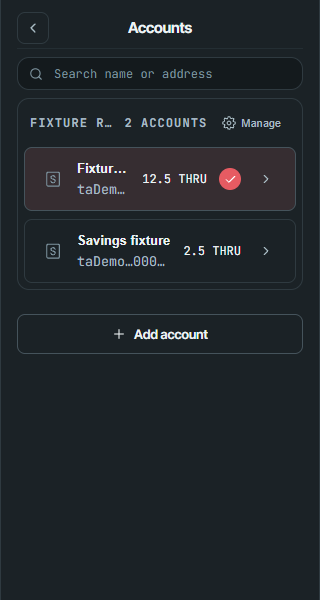 Accounts
Search name or address
FIXTURE R… 2 ACCOUNTS Manage
Fixtur… 12.5 THRU
taDem…
Savings fixture 2.5 THRU
taDemo…000…
Add account